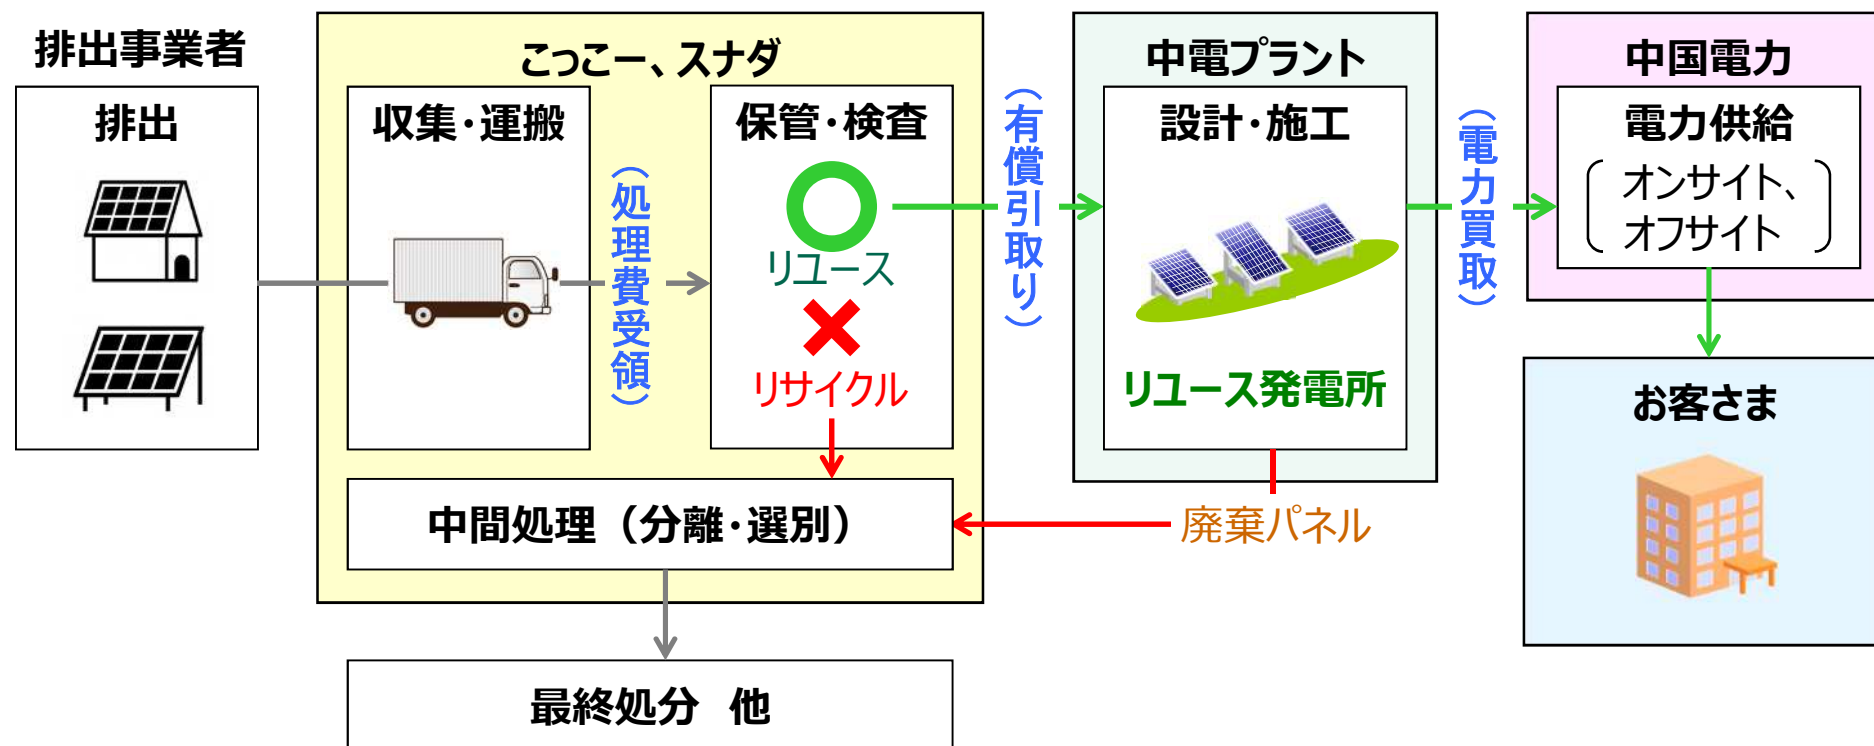 排出事業者
排出
こっこー、スナダ
収集・運搬
（処理費受領）
保管・検査
リユース
リサイクル
中間処理（分離・選別）
最終処分 他
（有償引取り）
中電プラント
設計・施工
リユース発電所
廃棄パネル
（電力買取）
中国電力
電力供給
オンサイト、
オフサイト
お客さま